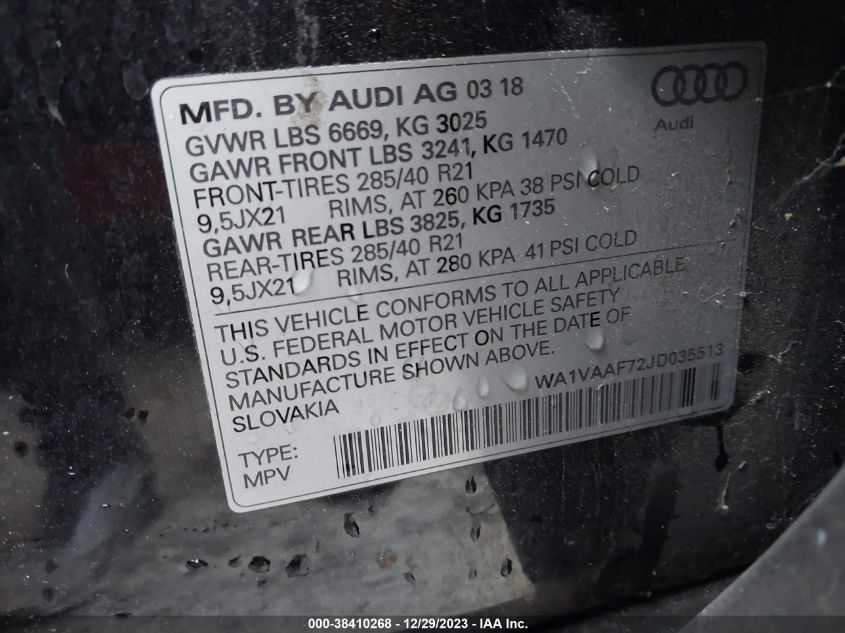 MFD. BY AUDI AG 03 18
Audi
GVWR LBS 6669, KG 3025
GAWR FRONT LBS 3241, KG 1470
FRONT-TIRES 285/40 R21
9,5JX21 RIMS, AT 260 KPA 38 PSI COLD
GAWR REAR LBS 3825, KG 1735
REAR-TIRES 285/40 R21
9,5JX21 RIMS, AT 280 KPA 41 PSI COLD
THIS VEHICLE CONFORMS TO ALL APPLICABLE
U.S. FEDERAL MOTOR VEHICLE SAFETY
STANDARDS IN EFFECT ON THE DATE OF
MANUFACTURE SHOWN ABOVE.
SLOVAKIA
WA1VAAF72JD035513
TYPE:
MPV
000-38410268 - 12/29/2023 - IAA Inc.